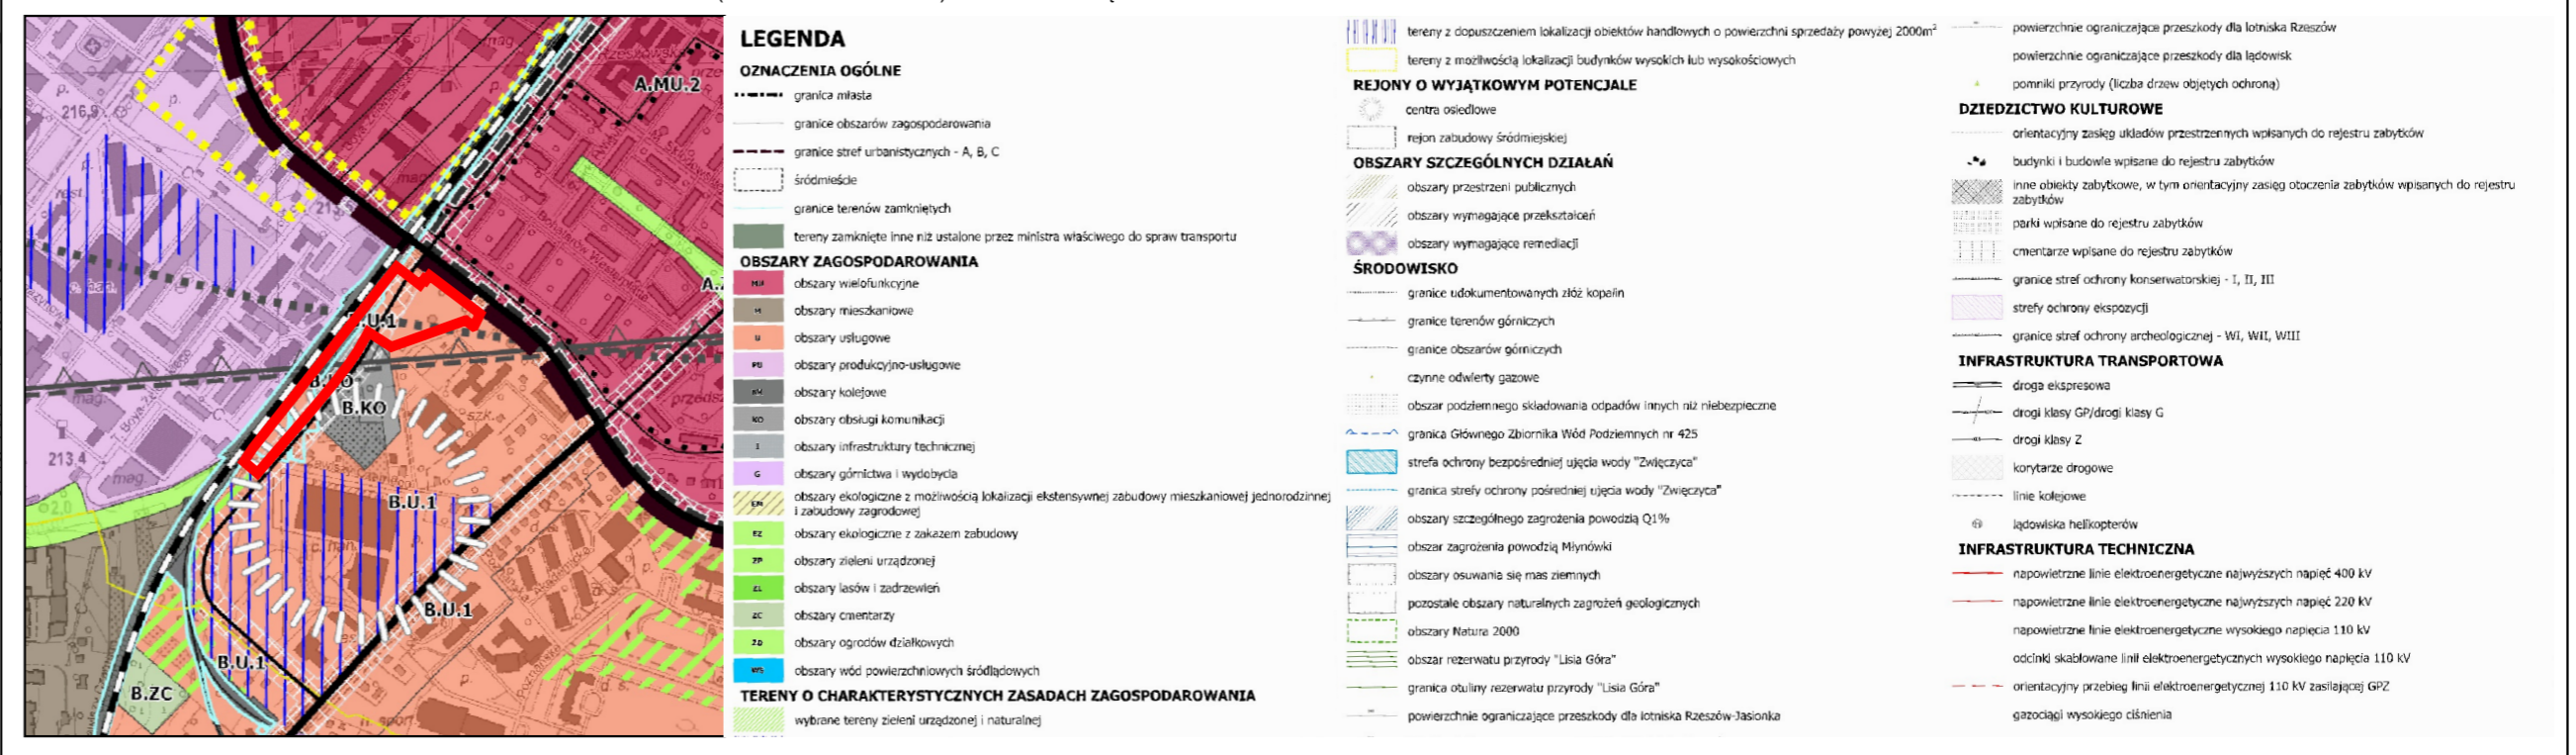 LEGENDA
OZNACZENIA OGÓLNE
granica miasta
granice obszarów zagospodarowania
granice stref urbanistycznych - A, B, C
śródmieście
granice terenów zamkniętych
tereny zamknięte inne niż ustalone przez ministra właściwego do spraw transportu
OBSZARY ZAGOSPODAROWANIA
obszary wielofunkcyjne
M obszary mieszkaniowe
U obszary usługowe
PU obszary produkcyjno-usługowe
obszary kolejowe
KO obszary obsługi komunikacji
I obszary infrastruktury technicznej
G obszary górnictwa i wydobycia
EM obszary ekologiczne z możliwością lokalizacji ekstensywnej zabudowy mieszkaniowej jednorodzinnej
i zabudowy zagrodowej
EZ obszary ekologiczne z zakazem zabudowy
ZP obszary zieleni urządzonej
ZL obszary lasów i zadrzewień
ZC obszary cmentarzy
ZD obszary ogrodów działkowych
WS obszary wód powierzchniowych śródlądowych
TERENY O CHARAKTERYSTYCZNYCH ZASADACH ZAGOSPODAROWANIA
wybrane tereny zieleni urządzonej i naturalnej
tereny z dopuszczeniem lokalizacji obiektów handlowych o powierzchni sprzedaży powyżej 2000m²
tereny z możliwością lokalizacji budynków wysokich lub wysokościowych
REJONY O WYJĄTKOWYM POTENCJALE
centra osiedlowe
rejon zabudowy śródmiejskiej
OBSZARY SZCZEGÓLNYCH DZIAŁAŃ
obszary przestrzeni publicznych
obszary wymagające przekształceń
obszary wymagające remediacji
ŚRODOWISKO
granice udokumentowanych złóż kopalin
granice terenów górniczych
granice obszarów górniczych
czynne odwierty gazowe
obszar podziemnego składowania odpadów innych niż niebezpieczne
granica Głównego Zbiornika Wód Podziemnych nr 425
strefa ochrony bezpośredniej ujęcia wody "Zwięczyca"
granica strefy ochrony pośredniej ujęcia wody "Zwięczyca"
obszary szczególnego zagrożenia powodzią Q1%
obszar zagrożenia powodzią Młynówki
obszary osuwania się mas ziemnych
pozostałe obszary naturalnych zagrożeń geologicznych
obszary Natura 2000
obszar rezerwatu przyrody "Lisia Góra"
granica otuliny rezerwatu przyrody "Lisia Góra"
powierzchnie ograniczające przeszkody dla lotniska Rzeszów-Jasionka
powierzchnie ograniczające przeszkody dla lotniska Rzeszów
powierzchnie ograniczające przeszkody dla lądowisk
pomniki przyrody (liczba drzew objętych ochroną)
DZIEDZICTWO KULTUROWE
orientacyjny zasięg układów przestrzennych wpisanych do rejestru zabytków
budynki i budowle wpisane do rejestru zabytków
inne obiekty zabytkowe, w tym orientacyjny zasięg otoczenia zabytków wpisanych do rejestru
zabytków
parki wpisane do rejestru zabytków
cmentarze wpisane do rejestru zabytków
granice stref ochrony konserwatorskiej - I, II, III
strefy ochrony ekspozycji
granice stref ochrony archeologicznej - WI, WII, WIII
INFRASTRUKTURA TRANSPORTOWA
droga ekspresowa
drogi klasy GP/drogi klasy G
drogi klasy Z
korytarze drogowe
linie kolejowe
lądowiska helikopterów
INFRASTRUKTURA TECHNICZNA
napowietrzne linie elektroenergetyczne najwyższych napięć 400 kV
napowietrzne linie elektroenergetyczne najwyższych napięć 220 kV
napowietrzne linie elektroenergetyczne wysokiego napięcia 110 kV
odcinki skablowane linii elektroenergetycznych wysokiego napięcia 110 kV
orientacyjny przebieg linii elektroenergetycznej 110 kV zasilającej GPZ
gazociągi wysokiego ciśnienia
A.MU.2
216,9
mag.
B.KO
213,4
mag.
B.U.1
B.U.1
B.U.1
B.ZC